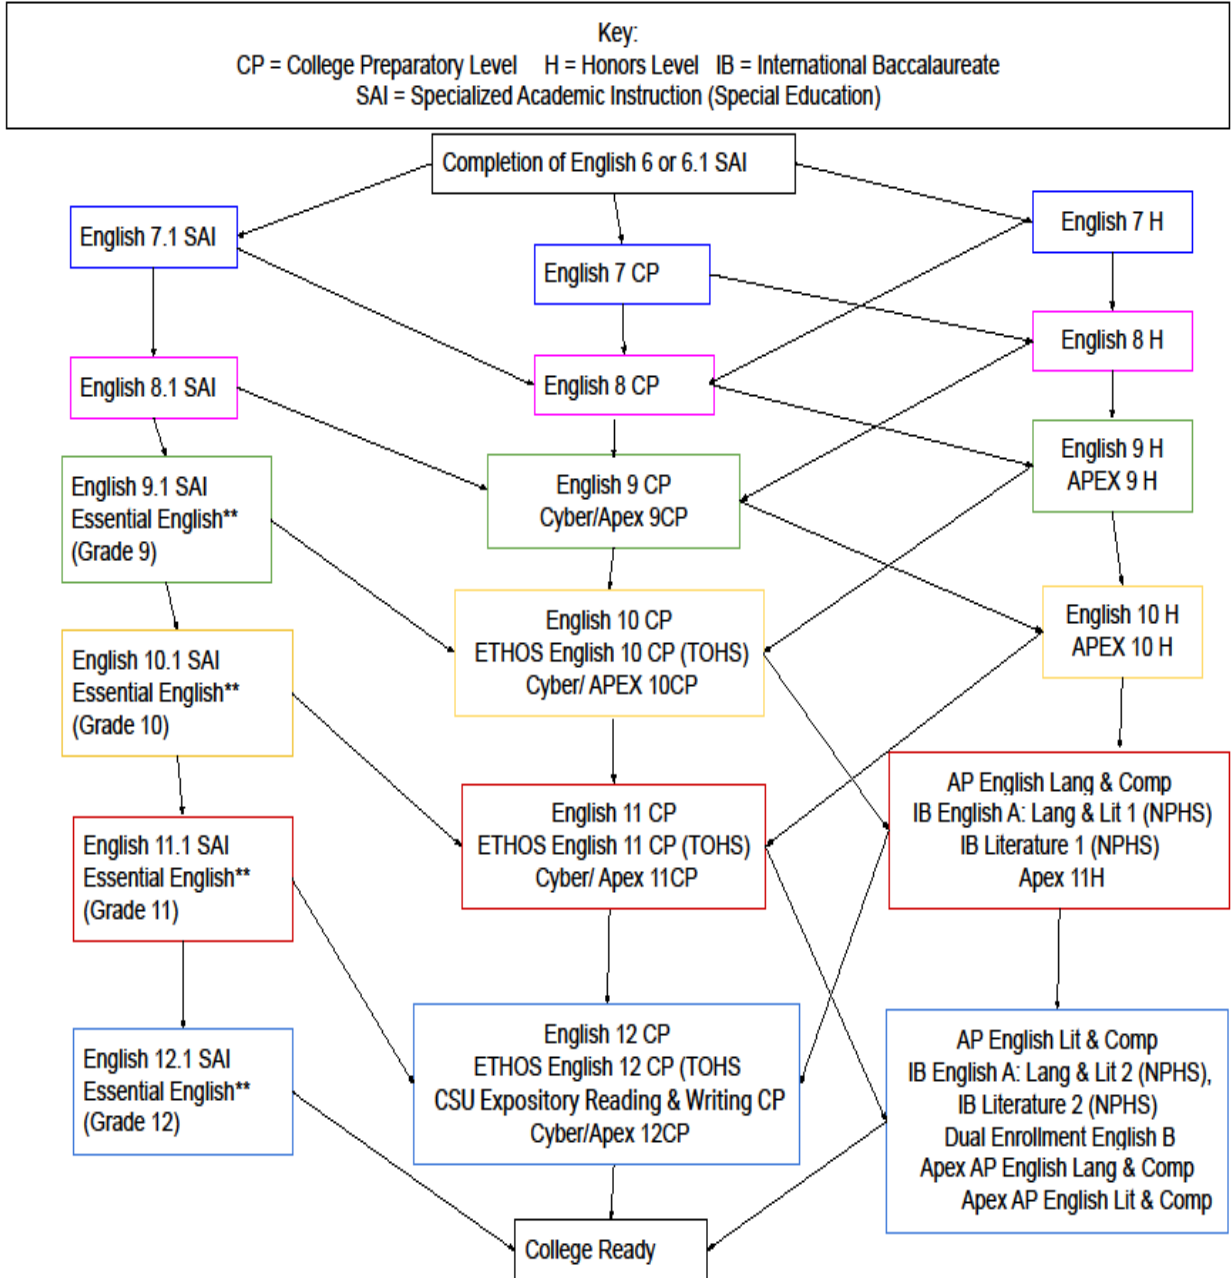 Key:
CP = College Preparatory Level H = Honors Level IB = International Baccalaureate
SAI = Specialized Academic Instruction (Special Education)
Completion of English 6 or 6.1 SAI
English 7.1 SAI
English 7 CP
English 7 H
English 8.1 SAI
English 8 CP
English 8 H
English 9.1 SAI
Essential English**
(Grade 9)
English 9 CP
Cyber/Apex 9CP
English 9 H
APEX 9 H
English 10.1 SAI
Essential English**
(Grade 10)
English 10 CP
ETHOS English 10 CP (TOHS)
Cyber/ APEX 10CP
English 10 H
APEX 10 H
English 11.1 SAI
Essential English**
(Grade 11)
English 11 CP
ETHOS English 11 CP (TOHS)
Cyber/ Apex 11CP
AP English Lang & Comp
IB English A: Lang & Lit 1 (NPHS)
IB Literature 1 (NPHS)
Apex 11H
English 12.1 SAI
Essential English**
(Grade 12)
English 12 CP
ETHOS English 12 CP (TOHS
CSU Expository Reading & Writing CP
Cyber/Apex 12CP
AP English Lit & Comp
IB English A: Lang & Lit 2 (NPHS),
IB Literature 2 (NPHS)
Dual Enrollment English B
Apex AP English Lang & Comp
Apex AP English Lit & Comp
College Ready